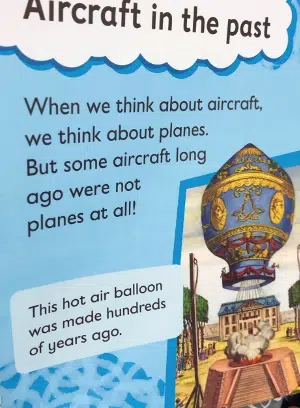 Aircraft in the past
When we think about aircraft,
we think about planes.
But some aircraft long
ago were not
planes at all!
This hot air balloon
was made hundreds
of years ago.